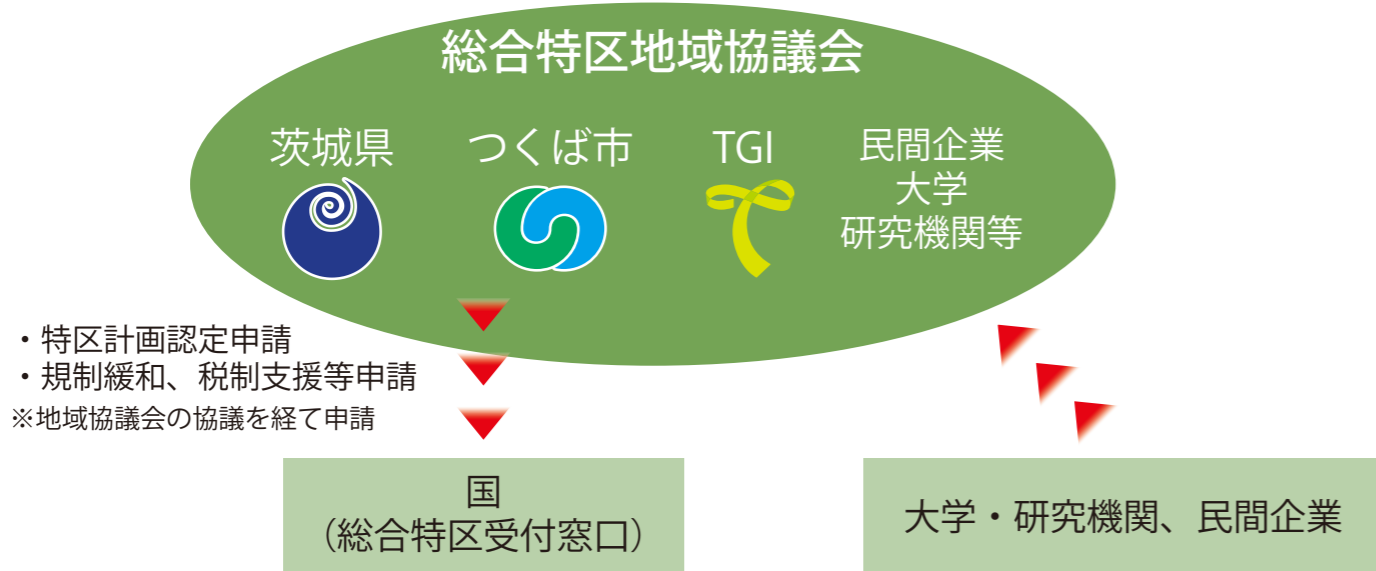 総合特区地域協議会
茨城県
つくば市
TGI
民間企業
大学
研究機関等
・特区計画認定申請
・規制緩和、税制支援等申請
※地域協議会の協議を経て申請
国
（総合特区受付窓口）
大学・研究機関、民間企業